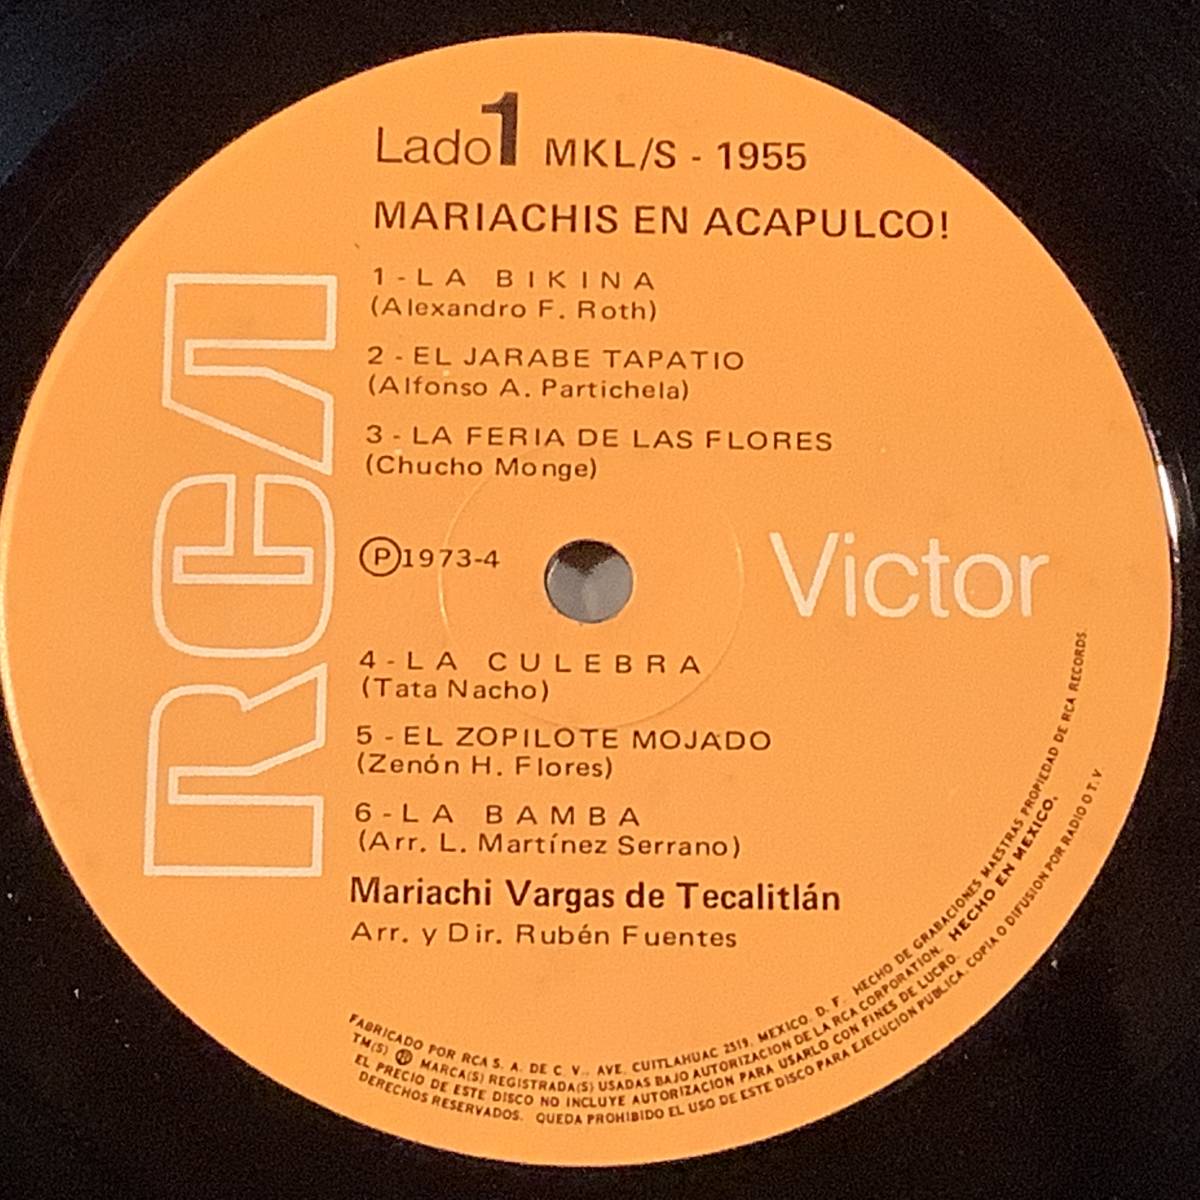 Lado 1 MKL/S - 1955
MARIACHIS EN ACAPULCO!
1 - LA BIKINA
(Alexandro F. Roth)
2 - EL JARABE TAPATIO
(Alfonso A. Partichela)
3 - LA FERIA DE LAS FLORES
(Chucho Monge)
RCA
Ⓟ1973-4
Victor
4 - LA CULEBRA
(Tata Nacho)
5 - EL ZOPILOTE MOJADO
(Zenón H. Flores)
6 - LA BAMBA
(Arr. L. Martínez Serrano)
Mariachi Vargas de Tecalitlán
Arr. y Dir. Rubén Fuentes
FABRICADO POR RCA S. A. DE C. V., AVE. CUITLAHUAC 2519, MEXICO, D. F. HECHO DE GRABACIONES MAESTRAS PROPIEDAD DE RCA RECORDS.
TM(S) ® MARCA(S) REGISTRADA(S) USADAS BAJO AUTORIZACION DE LA RCA CORPORATION. HECHO EN MEXICO.
EL PRECIO DE ESTE DISCO NO INCLUYE AUTORIZACION PARA USARLO CON FINES DE LUCRO.
DERECHOS RESERVADOS. QUEDA PROHIBIDO EL USO DE ESTE DISCO PARA EJECUCION PUBLICA, COPIA O DIFUSION POR RADIO O T. V.